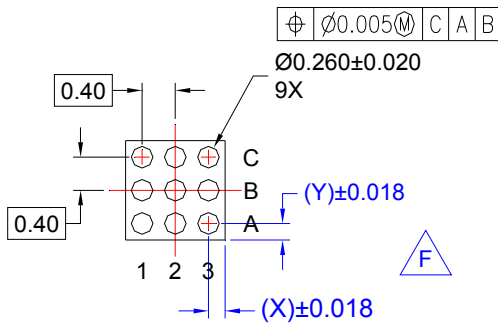 ⌖ Ø0.005Ⓜ C A B
Ø0.260±0.020
9X
0.40
C
B
0.40
A
(Y)±0.018
F
1 2 3
(X)±0.018